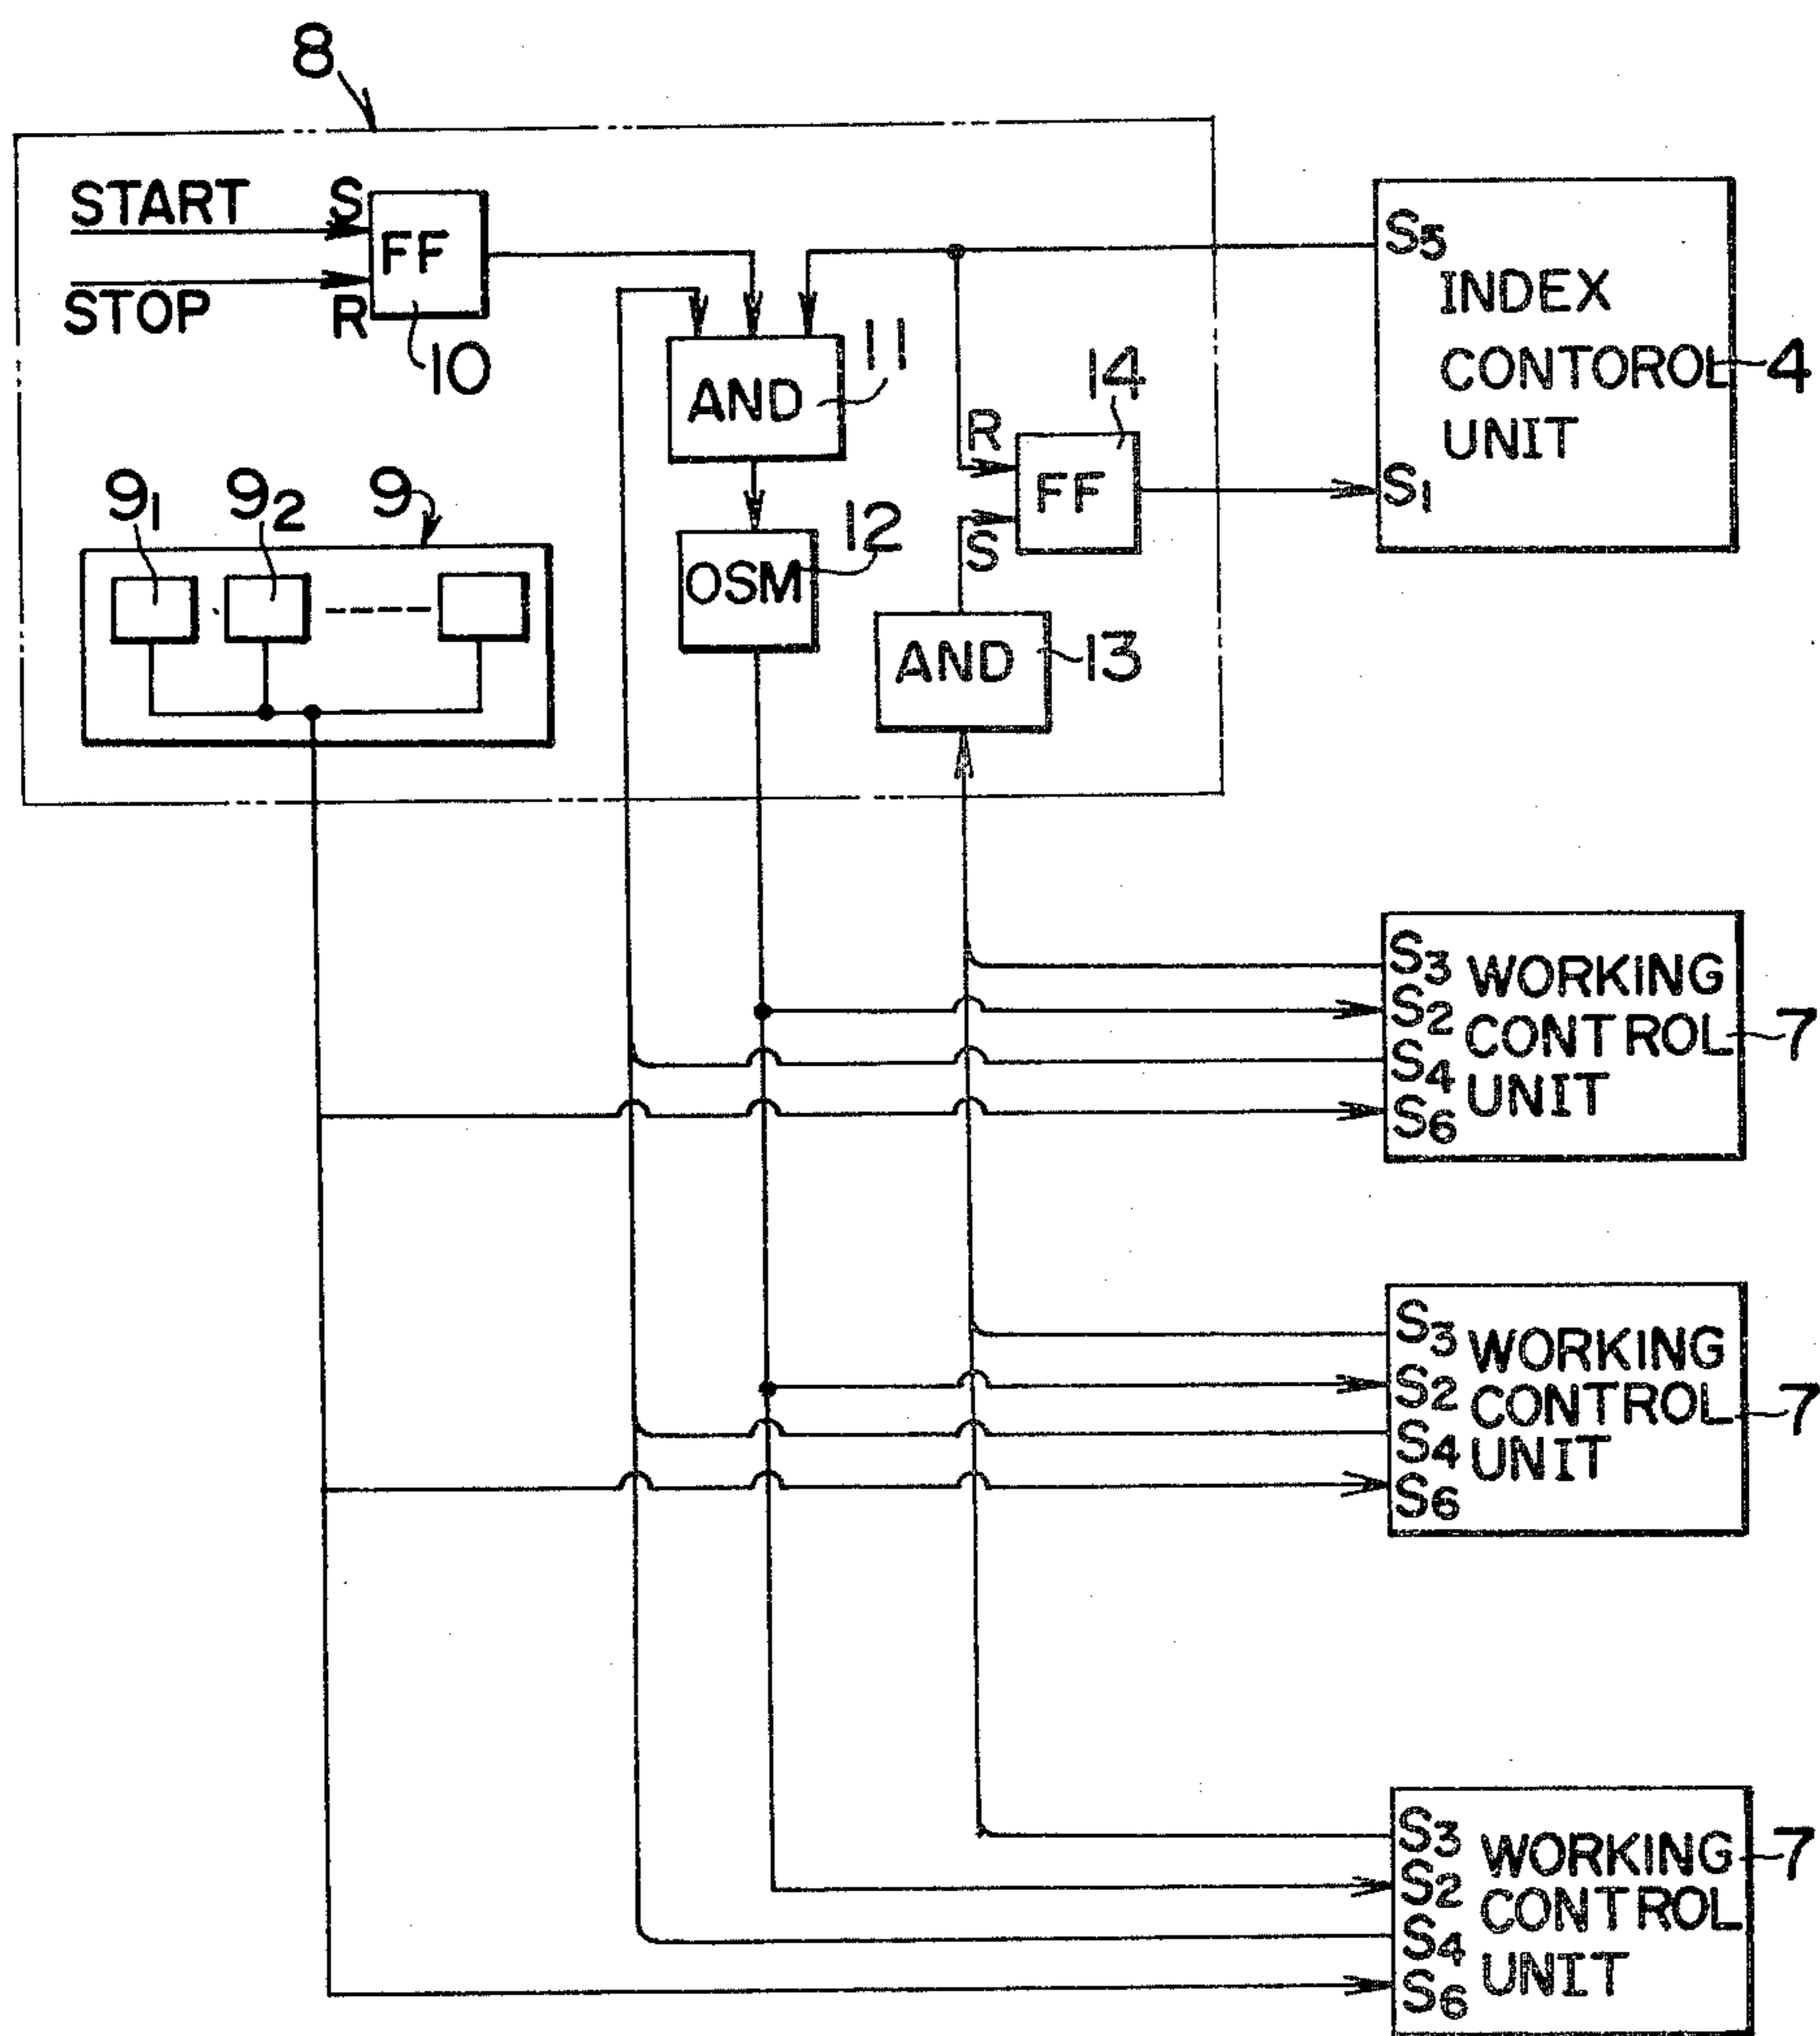 8
START
S
FF
STOP
R
10
AND
11
OSM
12
R
14
FF
S
AND
13
9₁
9₂
9
S₅
INDEX
CONTOROL
UNIT
4
S₁
S₃
WORKING
S₂
CONTROL
7
S₄
UNIT
S₆
S₃
WORKING
S₂
CONTROL
7
S₄
UNIT
S₆
S₃
WORKING
7
S₂
CONTROL
S₄
UNIT
S₆